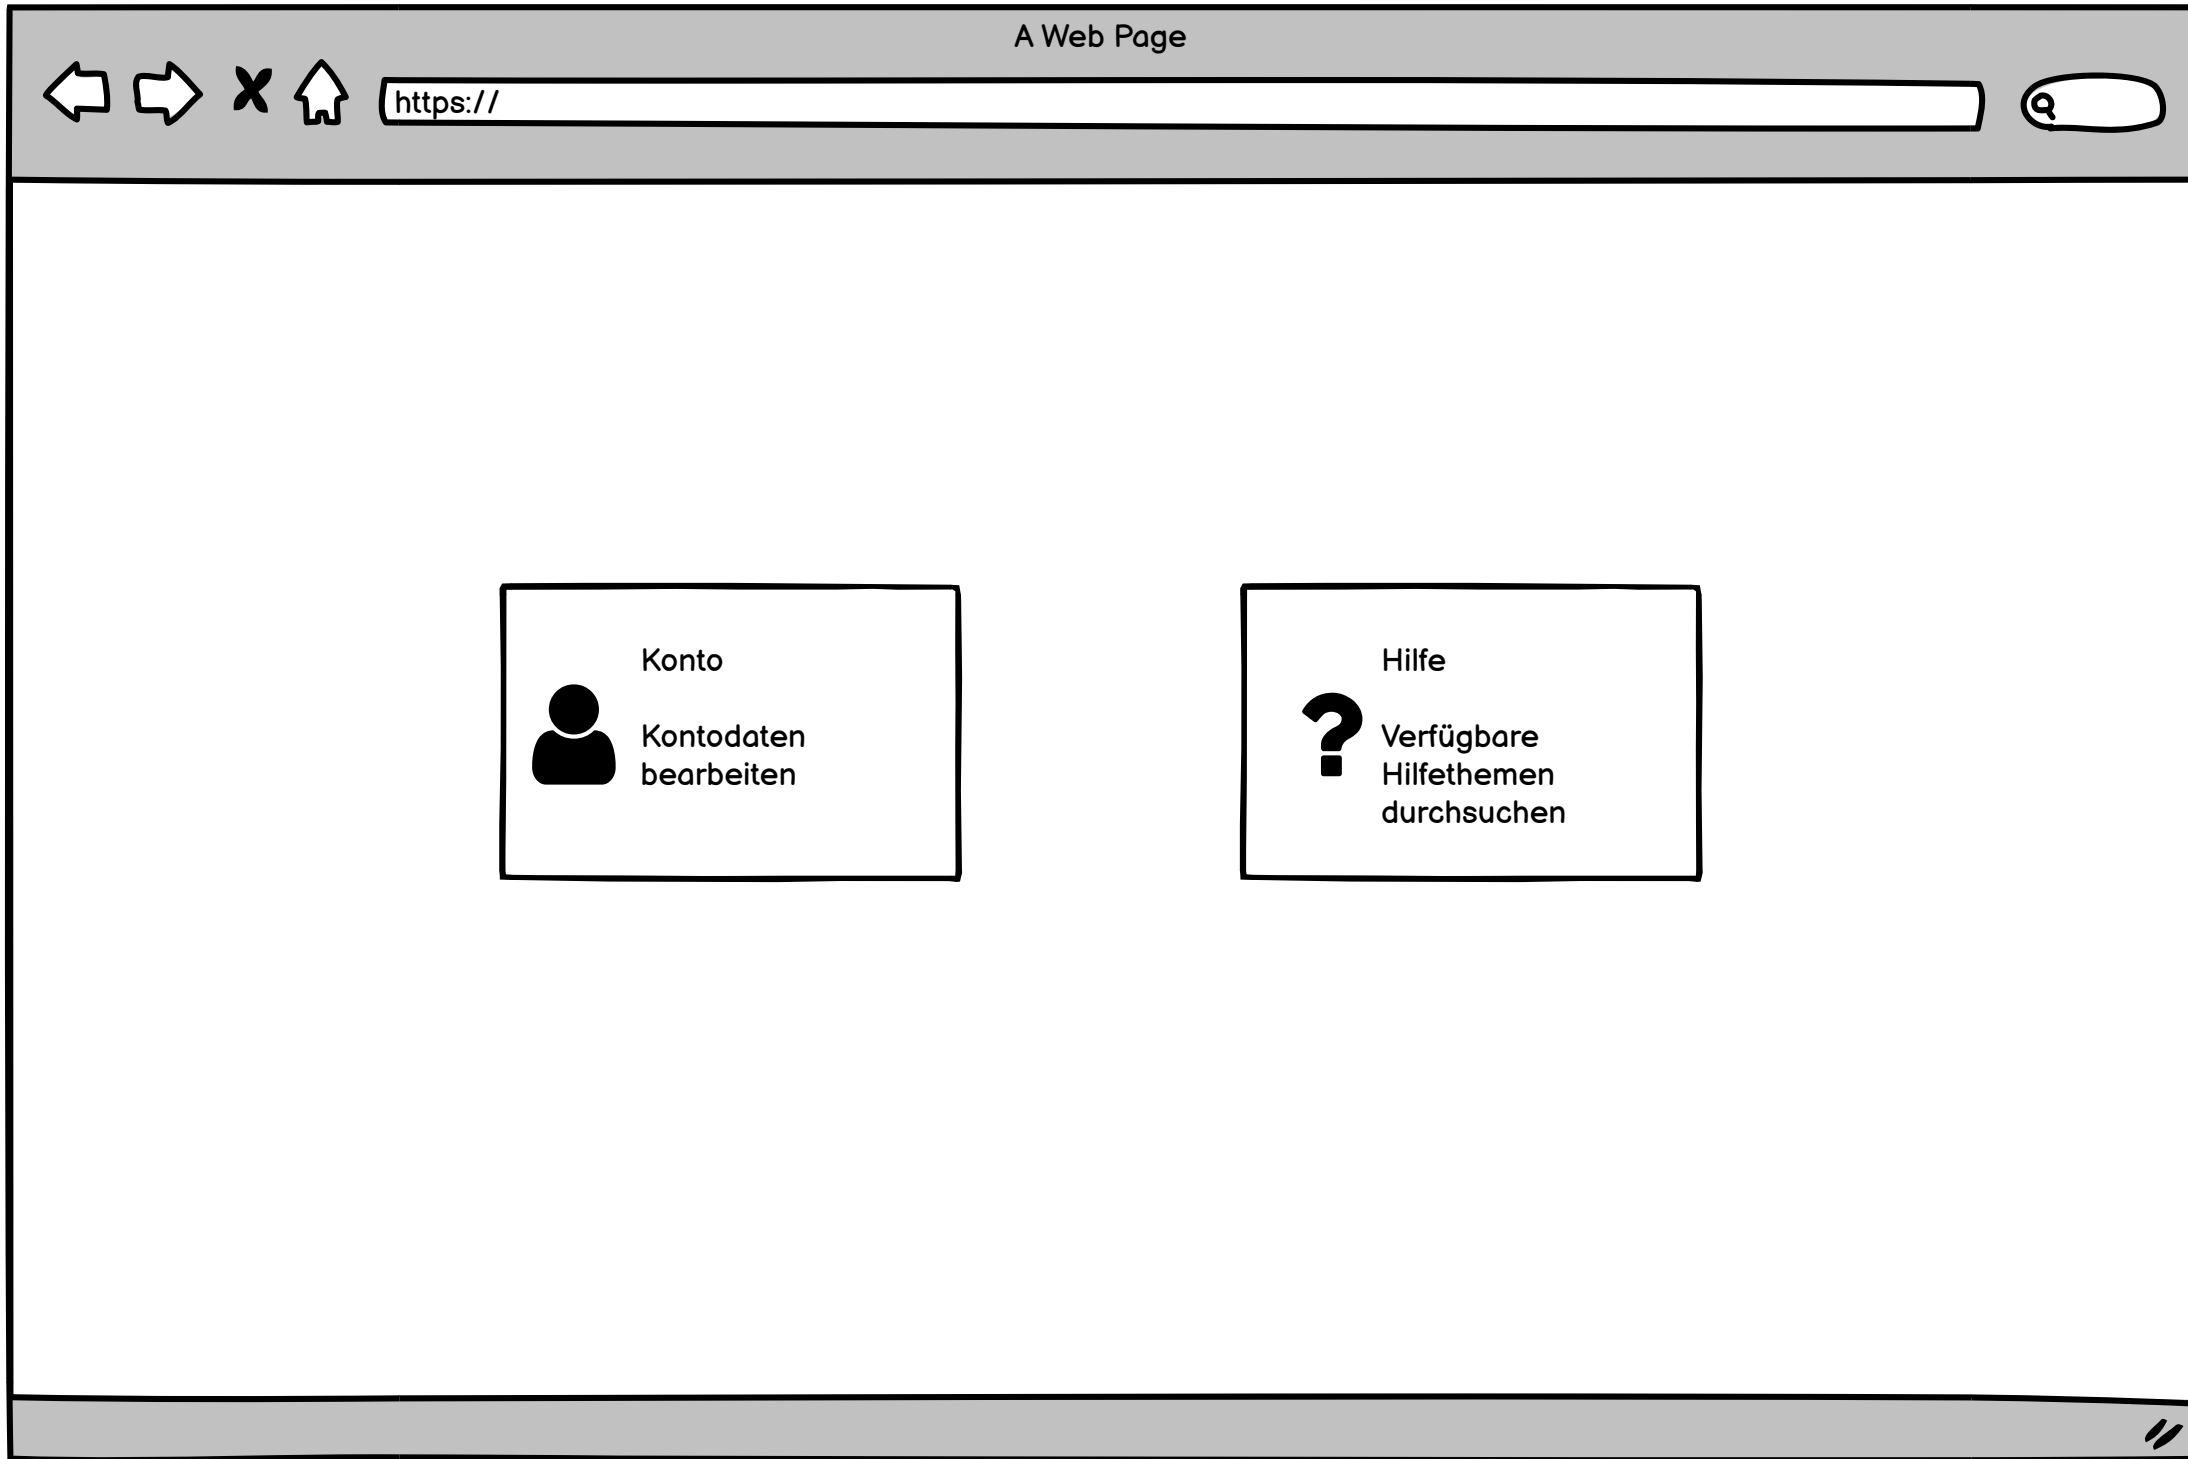 A Web Page
https://
Konto
Kontodaten
bearbeiten
Hilfe
Verfügbare
Hilfethemen
durchsuchen